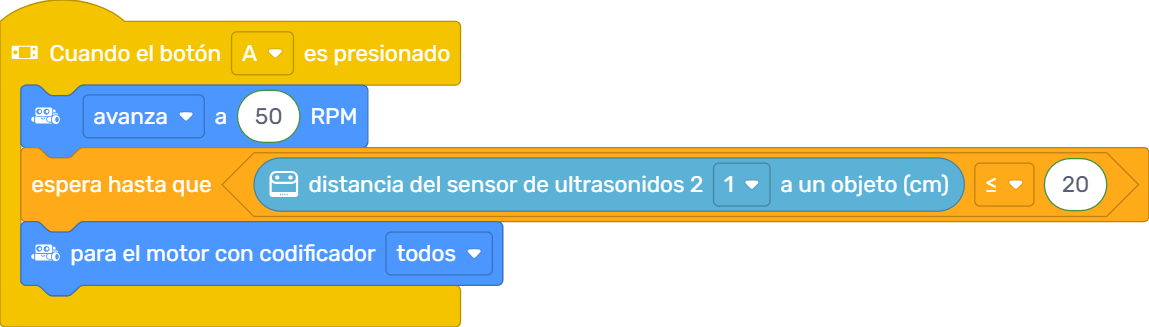 Cuando el botón A es presionado
avanza a 50 RPM
espera hasta que distancia del sensor de ultrasonidos 2 1 a un objeto (cm) ≤ 20
para el motor con codificador todos